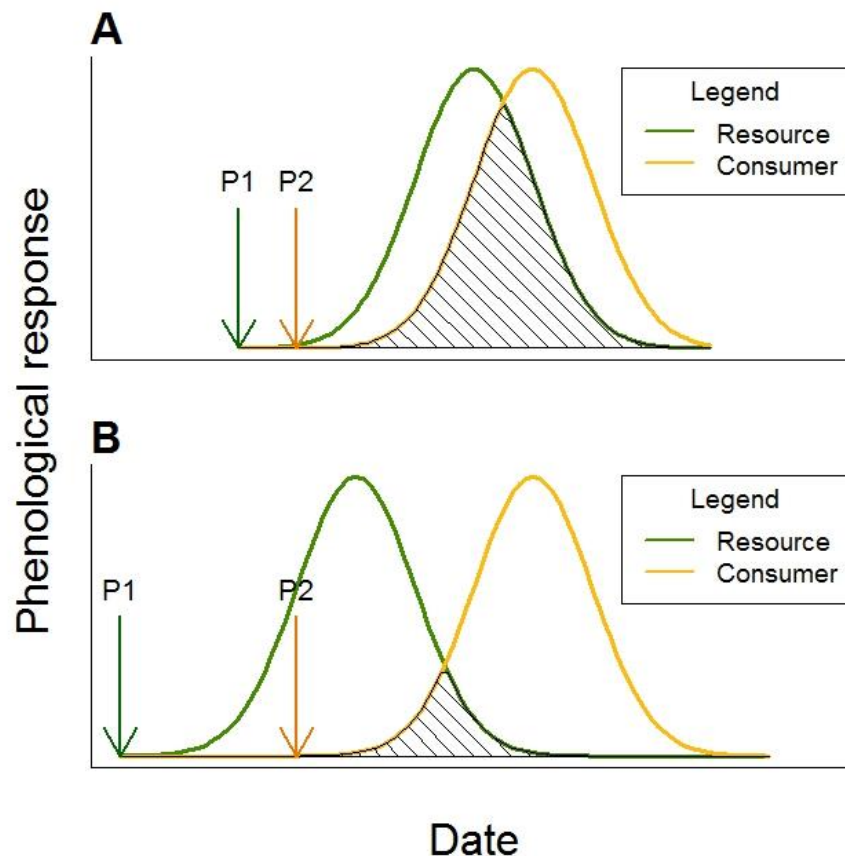 A
Legend
Resource
Consumer
P1 P2
Phenological response
B
Legend
Resource
Consumer
P1 P2
Date